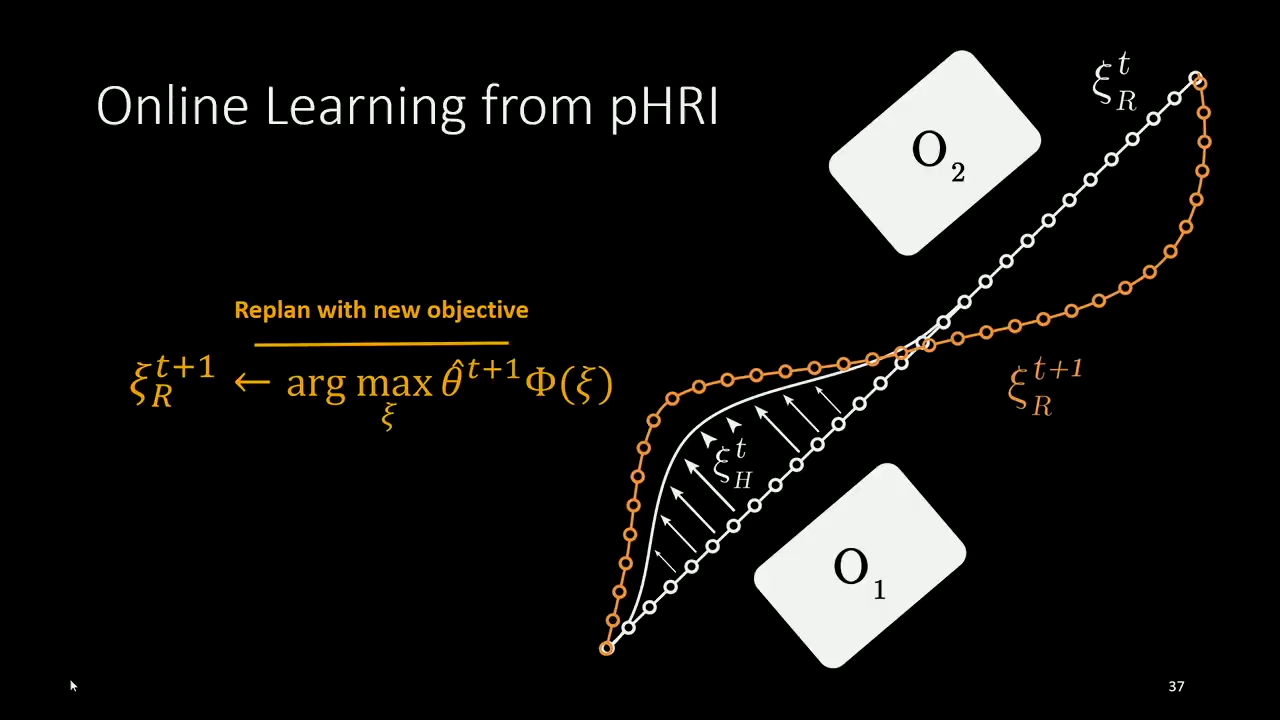 Online Learning from pHRI
Replan with new objective
ξ_R^{t+1} ← arg max_ξ θ̂^{t+1}Φ(ξ)
O₂
ξ_R^t
ξ_R^{t+1}
ξ_H^t
O₁
37